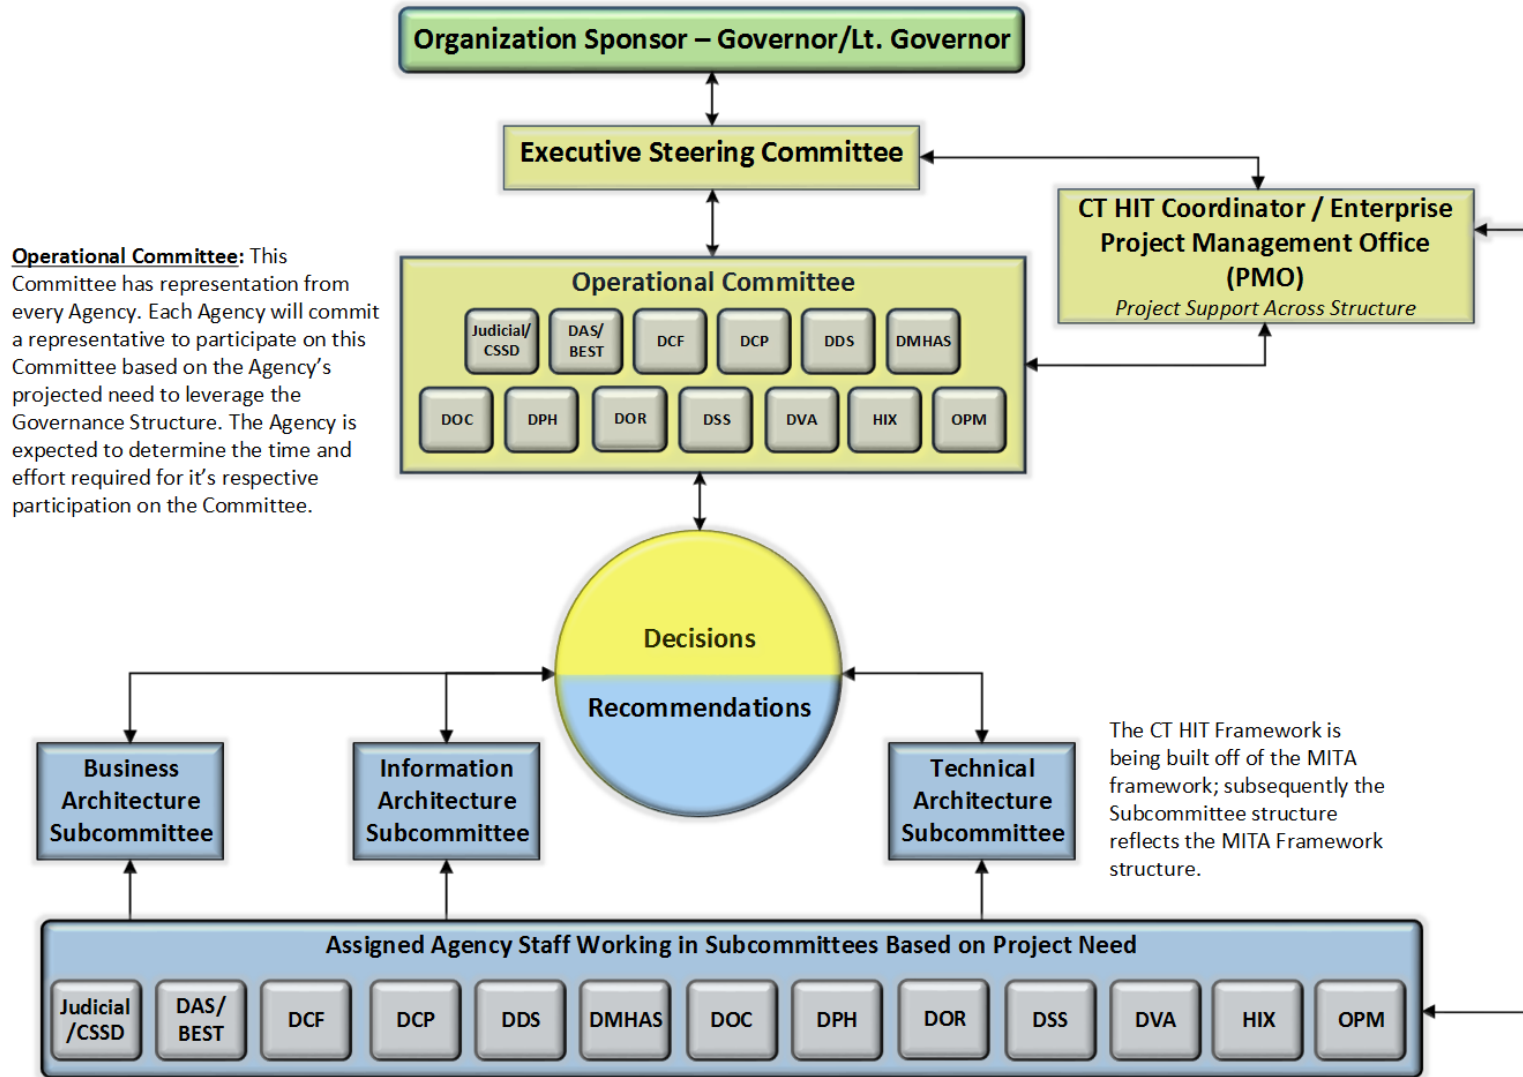 Organization Sponsor – Governor/Lt. Governor
Executive Steering Committee
CT HIT Coordinator / Enterprise
Project Management Office
(PMO)
Project Support Across Structure
Operational Committee: This
Committee has representation from
every Agency. Each Agency will commit
a representative to participate on this
Committee based on the Agency's
projected need to leverage the
Governance Structure. The Agency is
expected to determine the time and
effort required for it's respective
participation on the Committee.
Operational Committee
Judicial/
CSSD
DAS/
BEST
DCF
DCP
DDS
DMHAS
DOC
DPH
DOR
DSS
DVA
HIX
OPM
Decisions
Recommendations
Business
Architecture
Subcommittee
Information
Architecture
Subcommittee
Technical
Architecture
Subcommittee
The CT HIT Framework is
being built off of the MITA
framework; subsequently the
Subcommittee structure
reflects the MITA Framework
structure.
Assigned Agency Staff Working in Subcommittees Based on Project Need
Judicial
/CSSD
DAS/
BEST
DCF
DCP
DDS
DMHAS
DOC
DPH
DOR
DSS
DVA
HIX
OPM